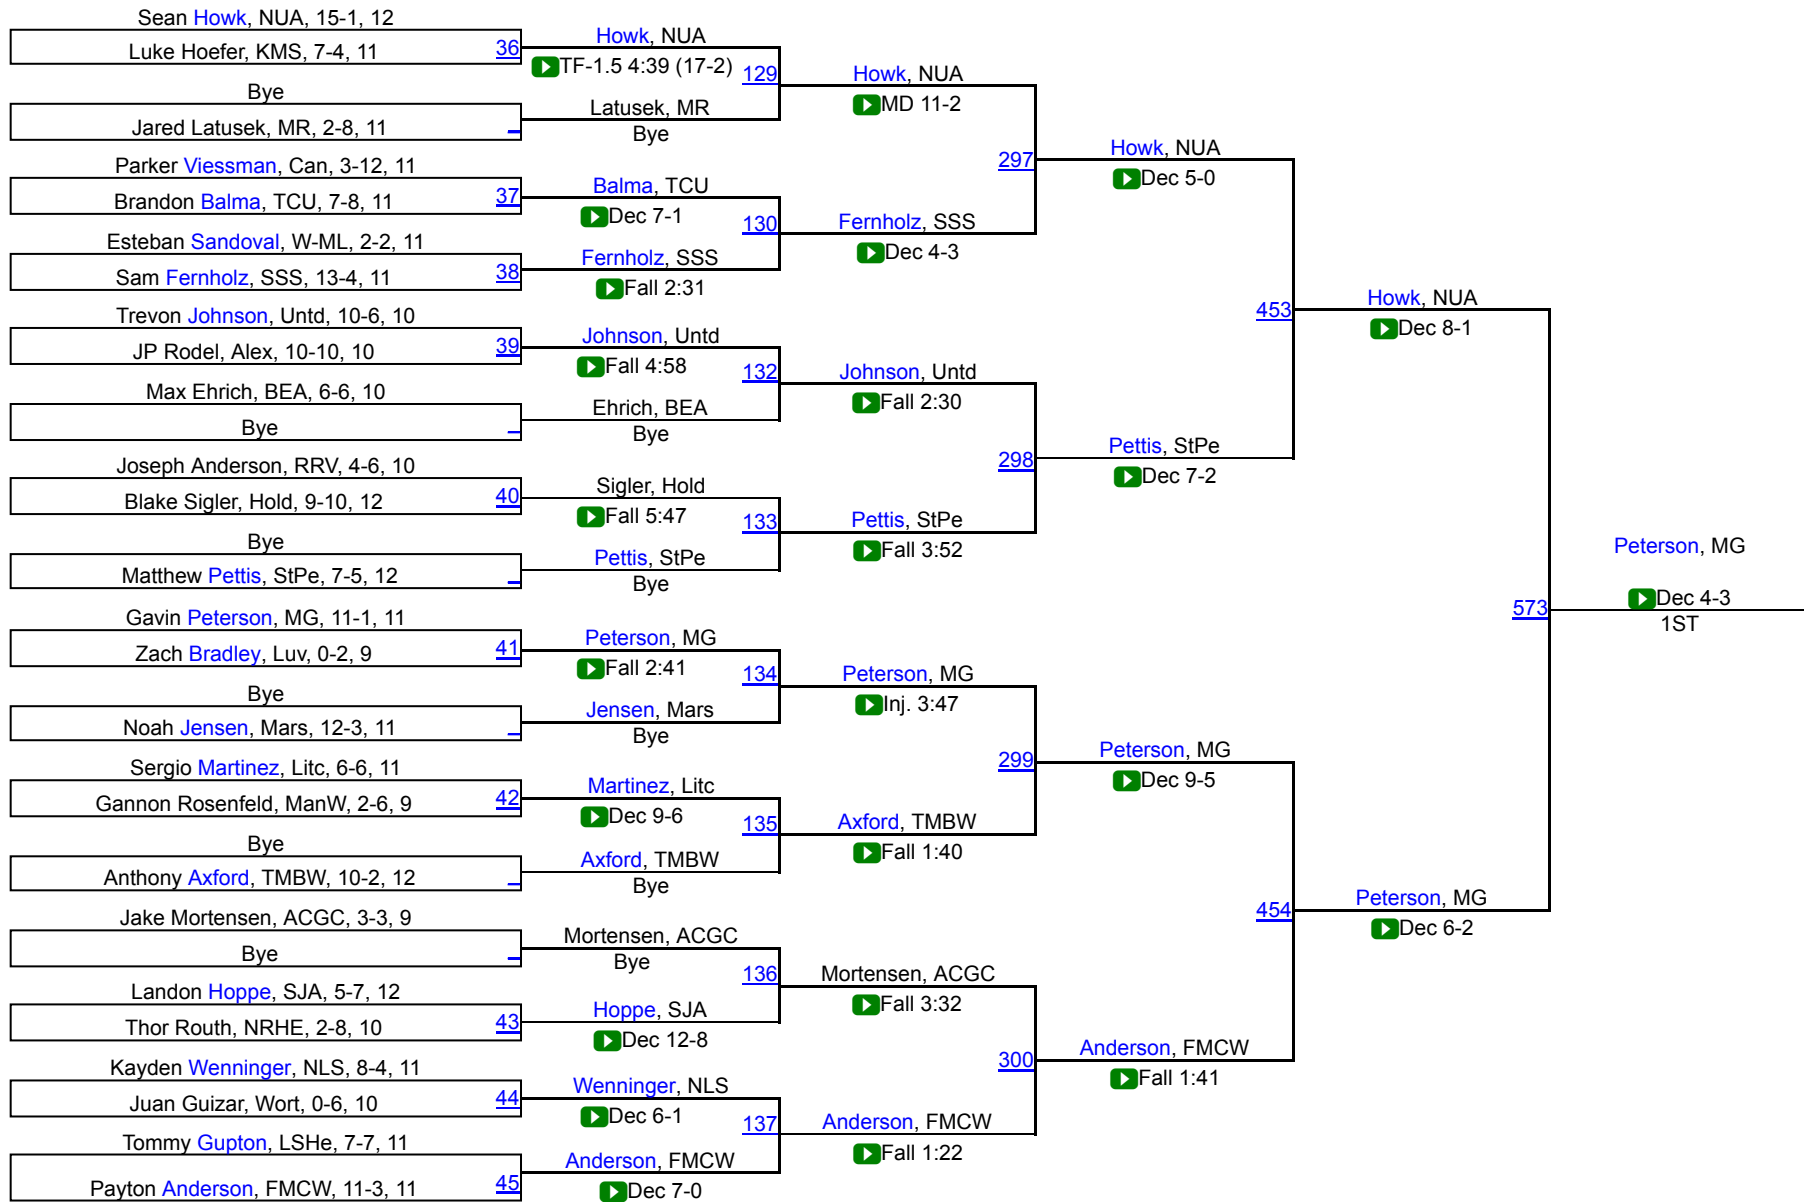 Sean Howk, NUA, 15-1, 12
Luke Hoefer, KMS, 7-4, 11
36
Bye
Jared Latusek, MR, 2-8, 11
Parker Viessman, Can, 3-12, 11
Brandon Balma, TCU, 7-8, 11
37
Esteban Sandoval, W-ML, 2-2, 11
Sam Fernholz, SSS, 13-4, 11
38
Trevon Johnson, Untd, 10-6, 10
JP Rodel, Alex, 10-10, 10
39
Max Ehrich, BEA, 6-6, 10
Bye
Joseph Anderson, RRV, 4-6, 10
Blake Sigler, Hold, 9-10, 12
40
Bye
Matthew Pettis, StPe, 7-5, 12
Gavin Peterson, MG, 11-1, 11
Zach Bradley, Luv, 0-2, 9
41
Bye
Noah Jensen, Mars, 12-3, 11
Sergio Martinez, Litc, 6-6, 11
Gannon Rosenfeld, ManW, 2-6, 9
42
Bye
Anthony Axford, TMBW, 10-2, 12
Jake Mortensen, ACGC, 3-3, 9
Bye
Landon Hoppe, SJA, 5-7, 12
Thor Routh, NRHE, 2-8, 10
43
Kayden Wenninger, NLS, 8-4, 11
Juan Guizar, Wort, 0-6, 10
44
Tommy Gupton, LSHe, 7-7, 11
Payton Anderson, FMCW, 11-3, 11
45
Howk, NUA
TF-1.5 4:39 (17-2)
129
Latusek, MR
Bye
Balma, TCU
Dec 7-1
130
Fernholz, SSS
Fall 2:31
Johnson, Untd
Fall 4:58
132
Ehrich, BEA
Bye
Sigler, Hold
Fall 5:47
133
Pettis, StPe
Bye
Peterson, MG
Fall 2:41
134
Jensen, Mars
Bye
Martinez, Litc
Dec 9-6
135
Axford, TMBW
Bye
Mortensen, ACGC
Bye
136
Hoppe, SJA
Dec 12-8
Wenninger, NLS
Dec 6-1
137
Anderson, FMCW
Dec 7-0
Howk, NUA
MD 11-2
297
Fernholz, SSS
Dec 4-3
Johnson, Untd
Fall 2:30
298
Pettis, StPe
Fall 3:52
Peterson, MG
Inj. 3:47
299
Axford, TMBW
Fall 1:40
Mortensen, ACGC
Fall 3:32
300
Anderson, FMCW
Fall 1:22
Howk, NUA
Dec 5-0
453
Pettis, StPe
Dec 7-2
Peterson, MG
Dec 9-5
454
Anderson, FMCW
Fall 1:41
Howk, NUA
Dec 8-1
573
Peterson, MG
Dec 6-2
Peterson, MG
Dec 4-3
1ST